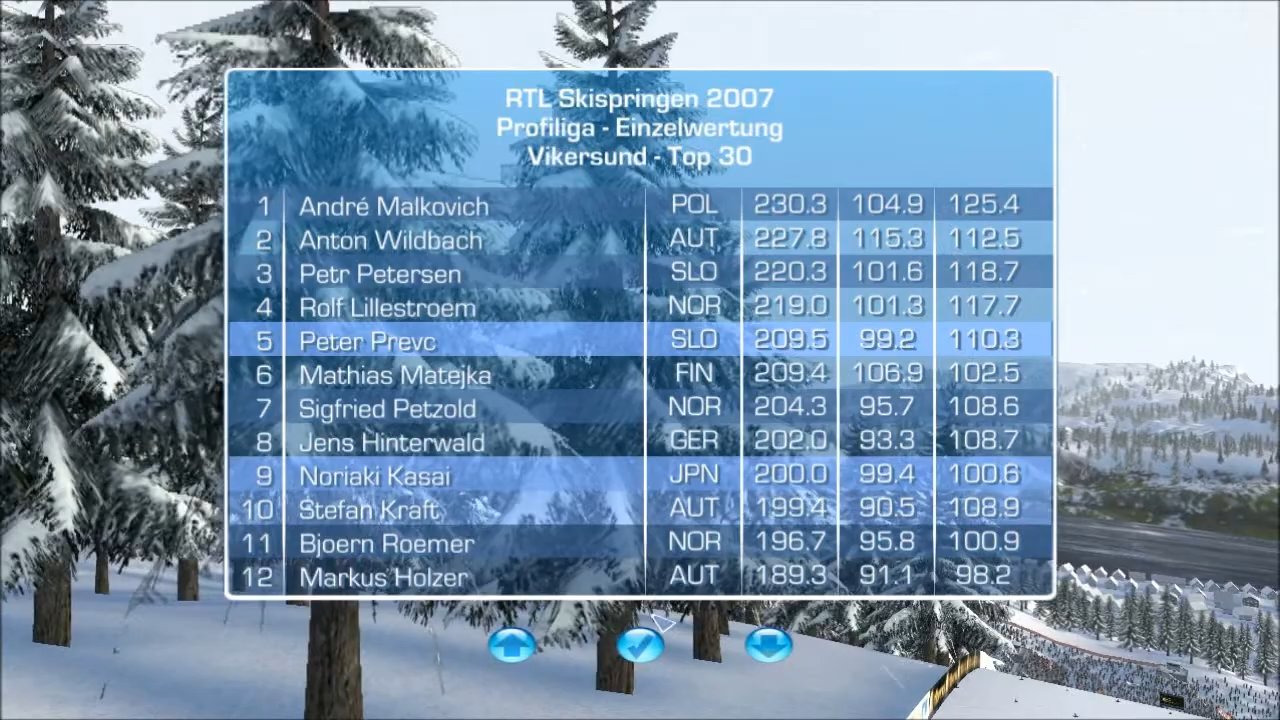 RTL Skispringen 2007
Profiliga - Einzelwertung
Vikersund - Top 30
1 André Malkovich POL 230.3 104.9 125.4
2 Anton Wildbach AUT 227.8 115.3 112.5
3 Petr Petersen SLO 220.3 101.6 118.7
4 Rolf Lillestroem NOR 219.0 101.3 117.7
5 Peter Prevc SLO 209.5 99.2 110.3
6 Mathias Matejka FIN 209.4 106.9 102.5
7 Sigfried Petzold NOR 204.3 95.7 108.6
8 Jens Hinterwald GER 202.0 93.3 108.7
9 Noriaki Kasai JPN 200.0 99.4 100.6
10 Stefan Kraft AUT 199.4 90.5 108.9
11 Bjoern Roemer NOR 196.7 95.8 100.9
12 Markus Holzer AUT 189.3 91.1 98.2